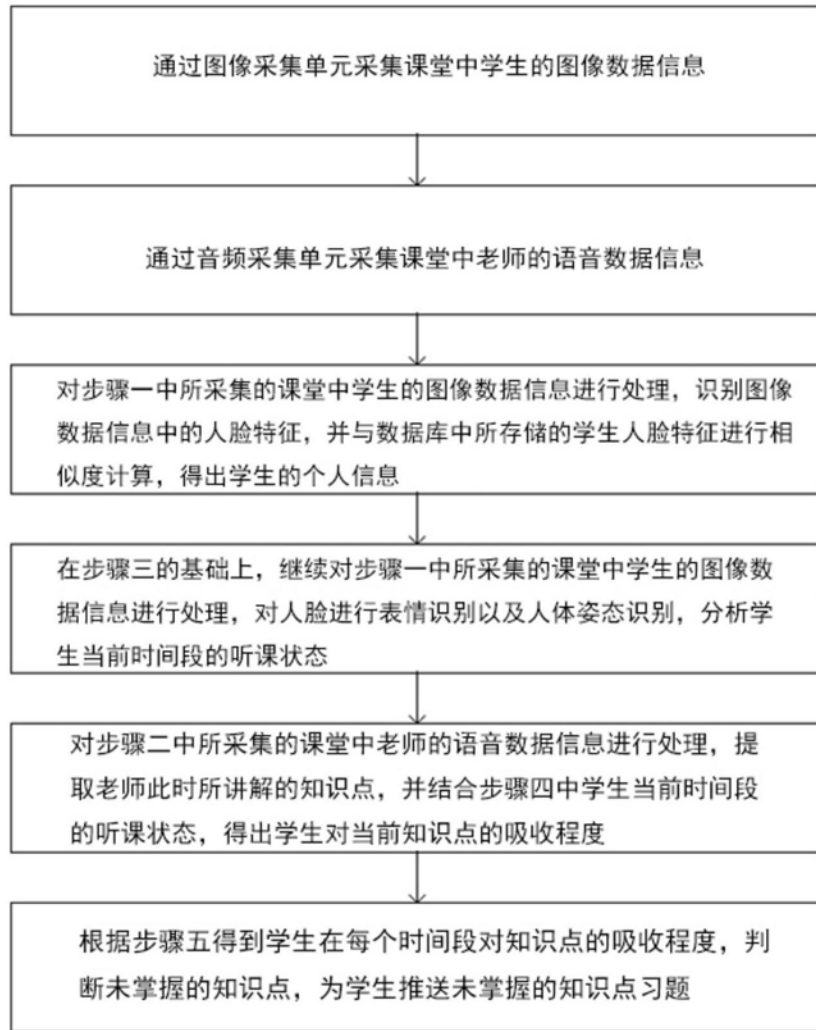 通过图像采集单元采集课堂中学生的图像数据信息
通过音频采集单元采集课堂中老师的语音数据信息
对步骤一中所采集的课堂中学生的图像数据信息进行处理，识别图像
数据信息中的人脸特征，并与数据库中所存储的学生人脸特征进行相
似度计算，得出学生的个人信息
在步骤三的基础上，继续对步骤一中所采集的课堂中学生的图像数
据信息进行处理，对人脸进行表情识别以及人体姿态识别，分析学
生当前时间段的听课状态
对步骤二中所采集的课堂中老师的语音数据信息进行处理，提
取老师此时所讲解的知识点，并结合步骤四中学生当前时间段
的听课状态，得出学生对当前知识点的吸收程度
根据步骤五得到学生在每个时间段对知识点的吸收程度，判
断未掌握的知识点，为学生推送未掌握的知识点习题